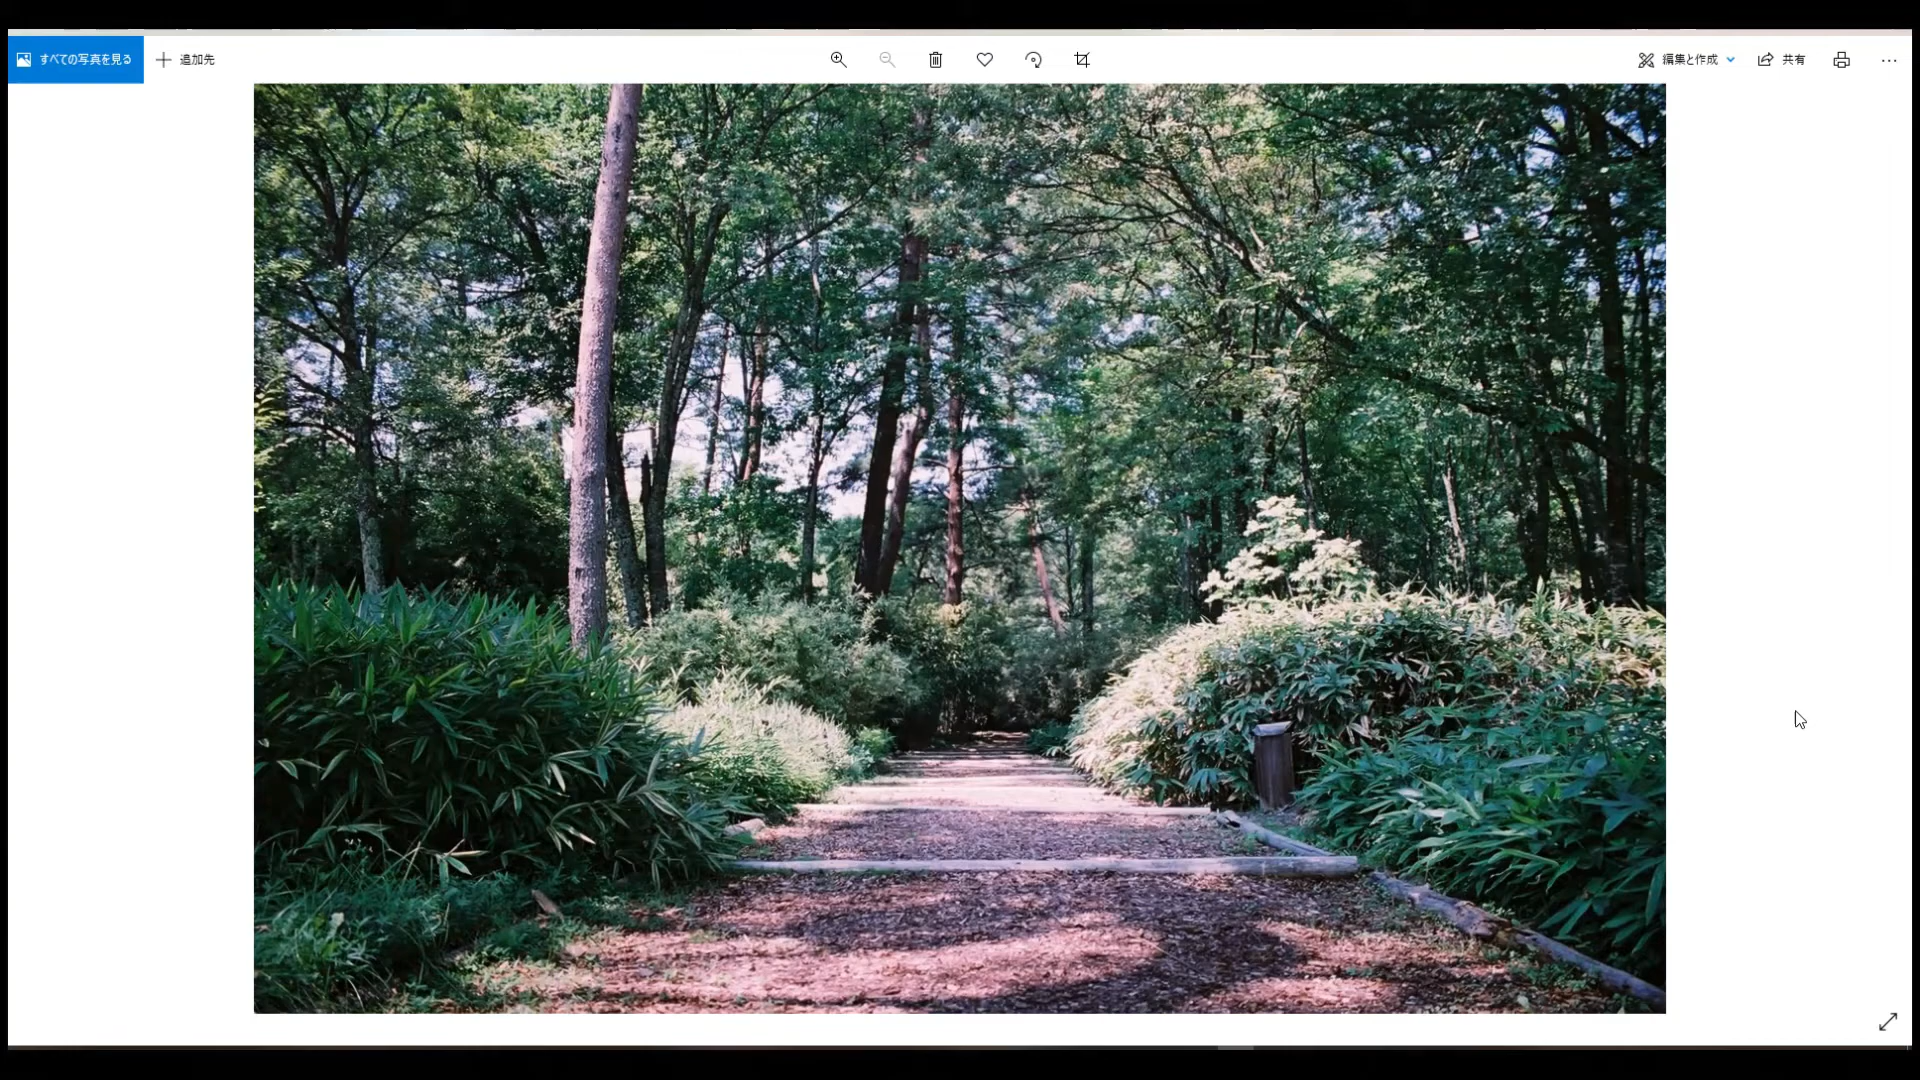 すべての写真を見る
追加先
編集と作成
共有